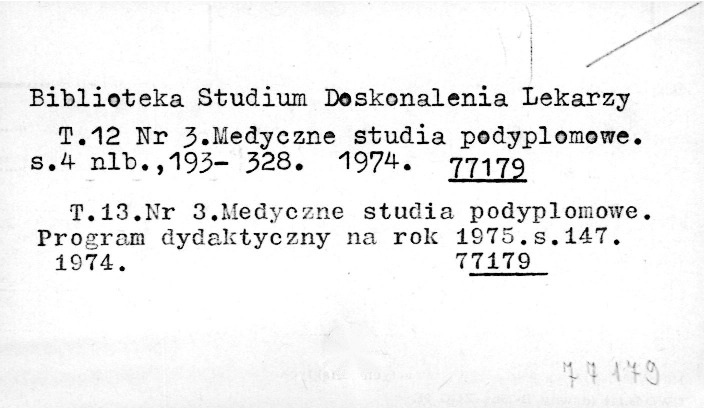 Biblioteka Studium Doskonalenia Lekarzy
T.12 Nr 3.Medyczne studia podyplomowe.
s.4 nlb.,193- 328. 1974. 77179
T.13.Nr 3.Medyczne studia podyplomowe.
Program dydaktyczny na rok 1975.s.147.
1974. 77179
77179